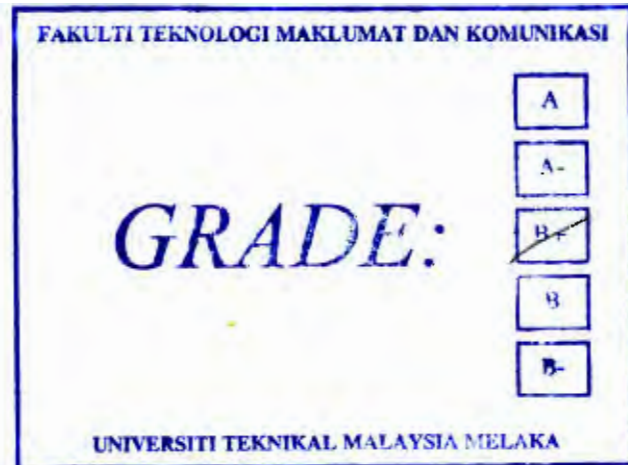 FAKULTI TEKNOLOGI MAKLUMAT DAN KOMUNIKASI
A
A-
GRADE:
B+
B
B-
UNIVERSITI TEKNIKAL MALAYSIA MELAKA